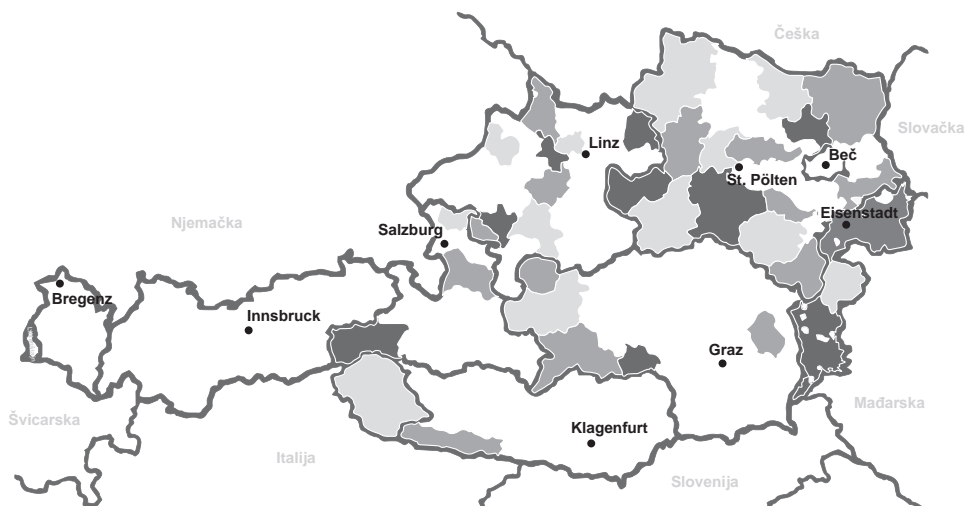 Češka
Slovačka
Linz
Beč
St. Pölten
Eisenstadt
Njemačka
Salzburg
Bregenz
Innsbruck
Graz
Mađarska
Švicarska
Klagenfurt
Italija
Slovenija